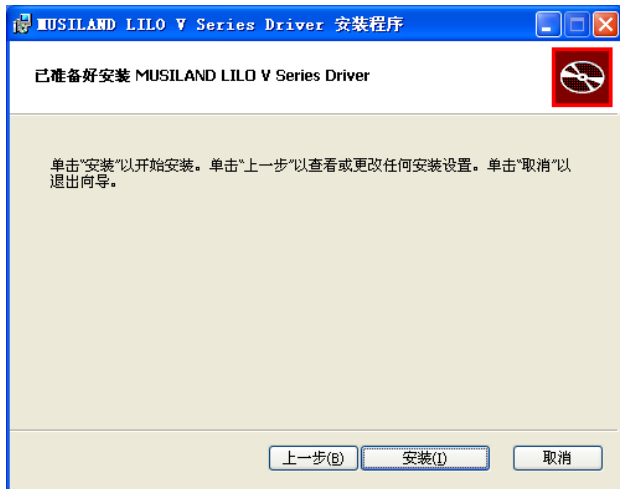 MUSILAND LILO V Series Driver 安装程序
已准备好安装 MUSILAND LILO V Series Driver
单击"安装"以开始安装。单击"上一步"以查看或更改任何安装设置。单击"取消"以
退出向导。
上一步(B) 安装(I) 取消